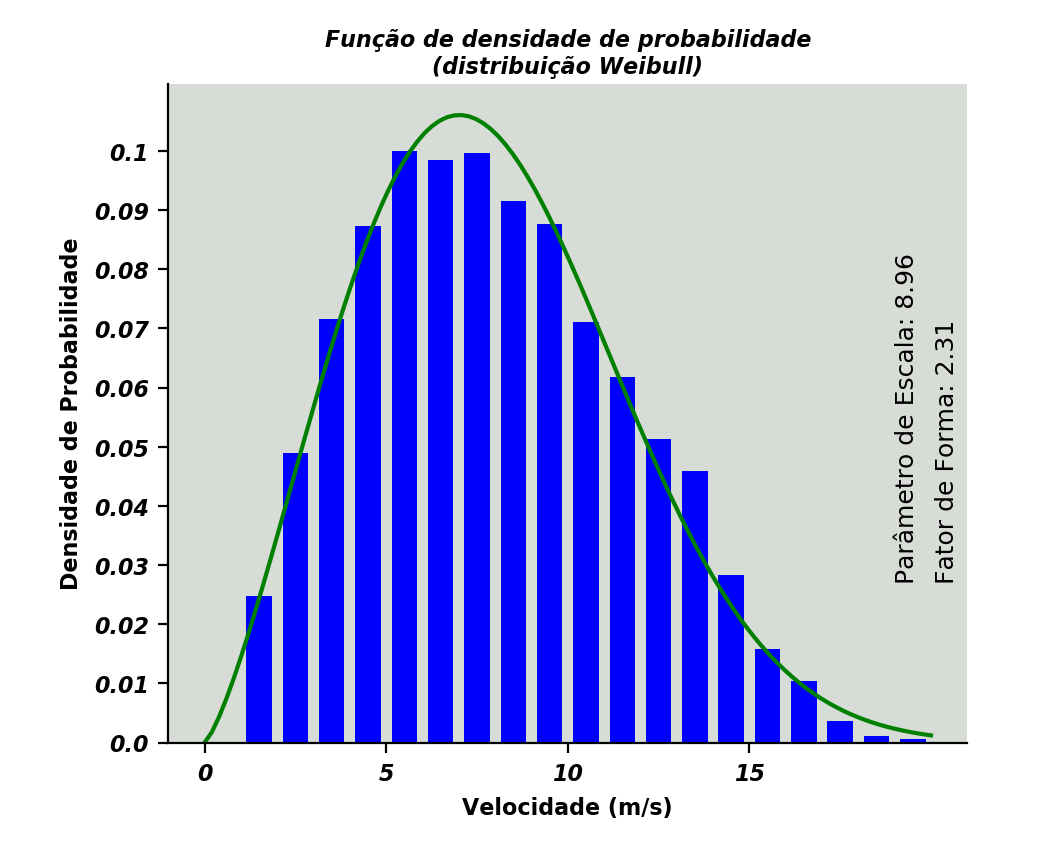 Função de densidade de probabilidade
(distribuição Weibull)
Densidade de Probabilidade
0.1
0.09
0.08
0.07
0.06
0.05
0.04
0.03
0.02
0.01
0.0
0
5
10
15
Velocidade (m/s)
Parâmetro de Escala: 8.96
Fator de Forma: 2.31